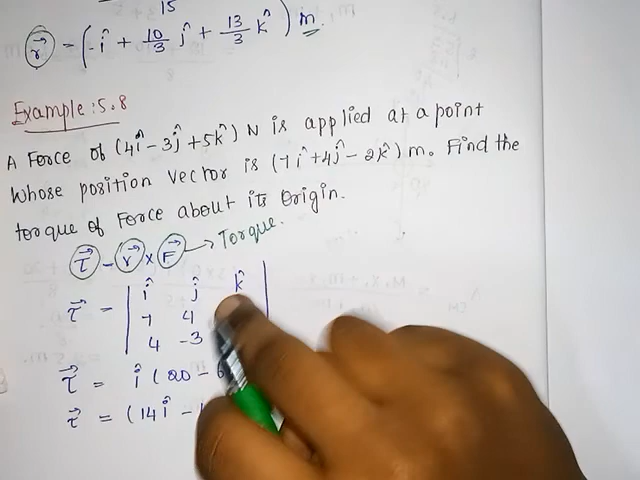 15
r⃗ = (-î + 10/3 ĵ + 13/3 k̂) m.
Example: 5.8
A Force of (4î - 3ĵ + 5k̂) N is applied at a point
whose position vector is (7î + 4ĵ - 2k̂) m. Find the
torque of Force about its Origin.
τ⃗ - r⃗ × F⃗ → Torque.
τ⃗ = | î ĵ k̂ |
7 4
4 -3
τ⃗ = î (20 - 6
τ⃗ = (14î -